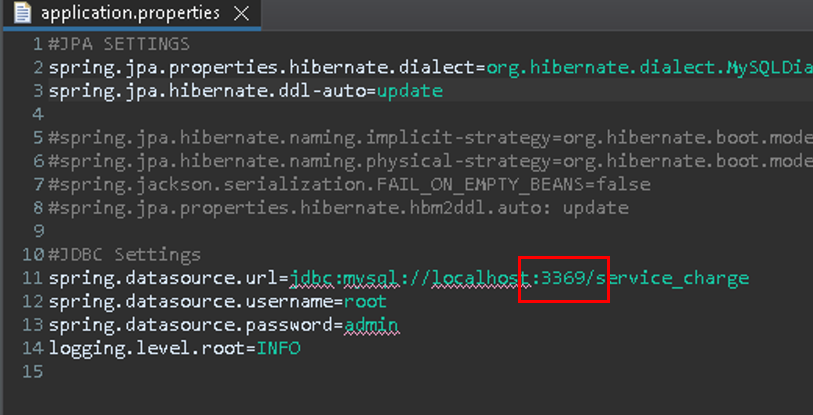 application.properties
1 #JPA SETTINGS
2 spring.jpa.properties.hibernate.dialect=org.hibernate.dialect.MySQLDia
3 spring.jpa.hibernate.ddl-auto=update
4
5 #spring.jpa.hibernate.naming.implicit-strategy=org.hibernate.boot.mode
6 #spring.jpa.hibernate.naming.physical-strategy=org.hibernate.boot.mode
7 #spring.jackson.serialization.FAIL_ON_EMPTY_BEANS=false
8 #spring.jpa.properties.hibernate.hbm2ddl.auto: update
9
10 #JDBC Settings
11 spring.datasource.url=jdbc:mysql://localhost:3369/service_charge
12 spring.datasource.username=root
13 spring.datasource.password=admin
14 logging.level.root=INFO
15